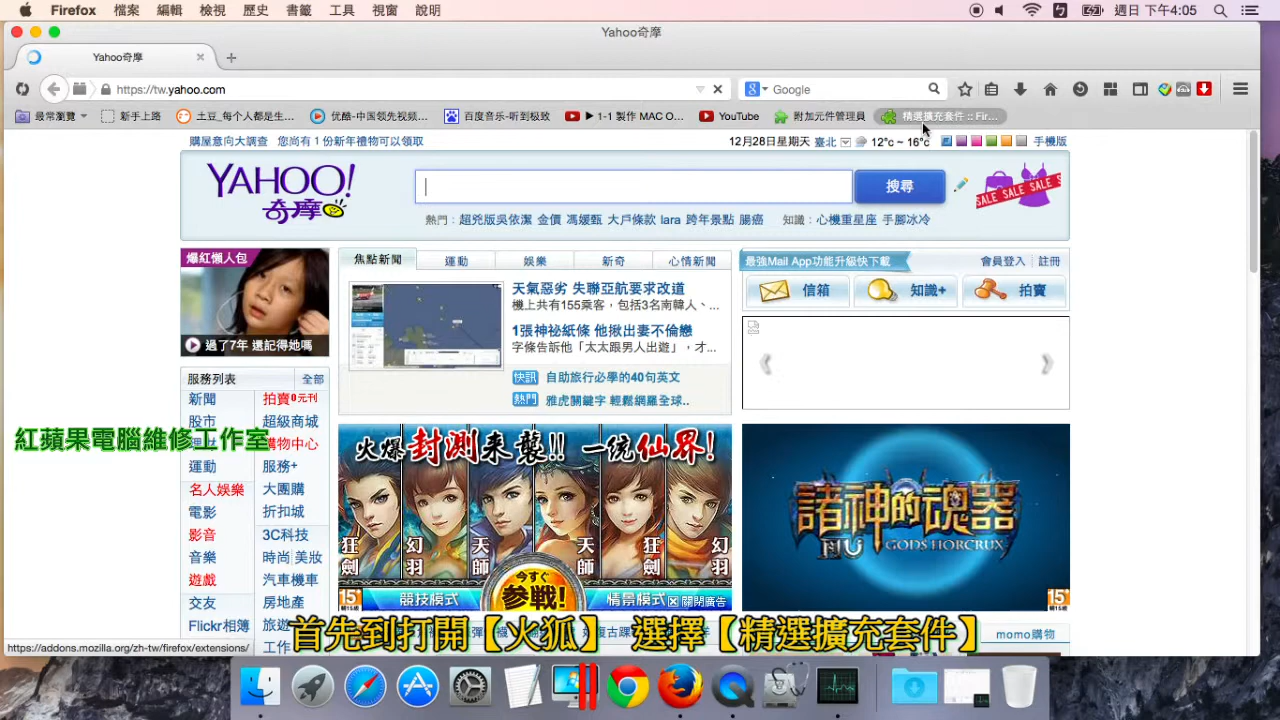 Firefox 檔案 編輯 檢視 歷史 書籤 工具 視窗 說明 週日 下午4:05
Yahoo奇摩
Yahoo奇摩
https://tw.yahoo.com
Google
最常瀏覽 新手上路 土豆_每个人都是生... 优酷-中国领先视频... 百度音乐-听到极致 1-1 製作 MAC O... YouTube 附加元件管理員 精選擴充套件 :: Fir...
購屋意向大調查 您尚有 1 份新年禮物可以領取 12月28日星期天 臺北 12°c ~ 16°c 手機版
YAHOO!
奇摩
搜尋
SALE SALE SALE
熱門： 超兇版吳依潔 金價 馮媛甄 大戶條款 lara 跨年景點 腸癌 知識： 心機重星座 手腳冰冷
爆紅懶人包
過了7年 還記得她嗎
焦點新聞 運動 娛樂 新奇 心情新聞
天氣惡劣 失聯亞航要求改道
機上共有155乘客，包括3名南韓人、...
1張神祕紙條 他揪出妻不倫戀
字條告訴他「太太跟男人出遊」，才...
快訊 自助旅行必學的40句英文
熱門 雅虎關鍵字 輕鬆網羅全球..
最強Mail App功能升級快下載 會員登入 註冊
信箱 知識+ 拍賣
服務列表 全部
新聞 拍賣0元刊
股市 超級商城
購物中心
運動 服務+
名人娛樂 大團購
電影 折扣城
影音 3C科技
音樂 時尚 美妝
遊戲 汽車機車
交友 房地產
Flickr相簿
工作
紅蘋果電腦維修工作室
火爆封測來襲!! 一統仙界!
狂劍 幻羽 天師 天師 狂劍 幻羽
今すぐ
参戦!
競技模式 情景模式 關閉廣告
15+
諸神的魂器
GODS HORCRUX
15+
momo購物
https://addons.mozilla.org/zh-tw/firefox/extensions/
首先到打開【火狐】 選擇【精選擴充套件】